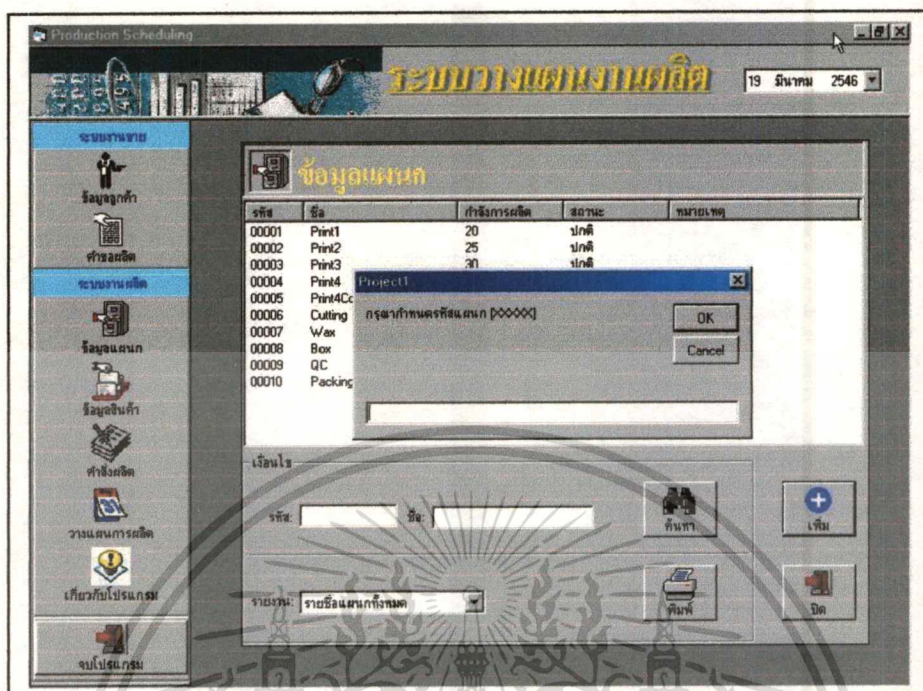 Production Scheduling
ระบบวางแผนงานผลิต
19 มีนาคม 2546
ระบบงานขาย
ข้อมูลลูกค้า
คำขอผลิต
ระบบงานผลิต
ข้อมูลแผนก
ข้อมูลสินค้า
คำสั่งผลิต
วางแผนการผลิต
เกี่ยวกับโปรแกรม
จบโปรแกรม
ข้อมูลแผนก
รหัส ชื่อ กำลังการผลิต สถานะ หมายเหตุ
00001 Print1 20 ปกติ
00002 Print2 25 ปกติ
00003 Print3 30 ปกติ
00004 Print4
00005 Print4Cc
00006 Cutting
00007 Wax
00008 Box
00009 QC
00010 Packing
Project1
กรุณากำหนดรหัสแผนก [XXXXX]
OK
Cancel
เงื่อนไข
รหัส: ชื่อ:
ค้นหา
เพิ่ม
รายงาน: รายชื่อแผนกทั้งหมด
พิมพ์
ปิด